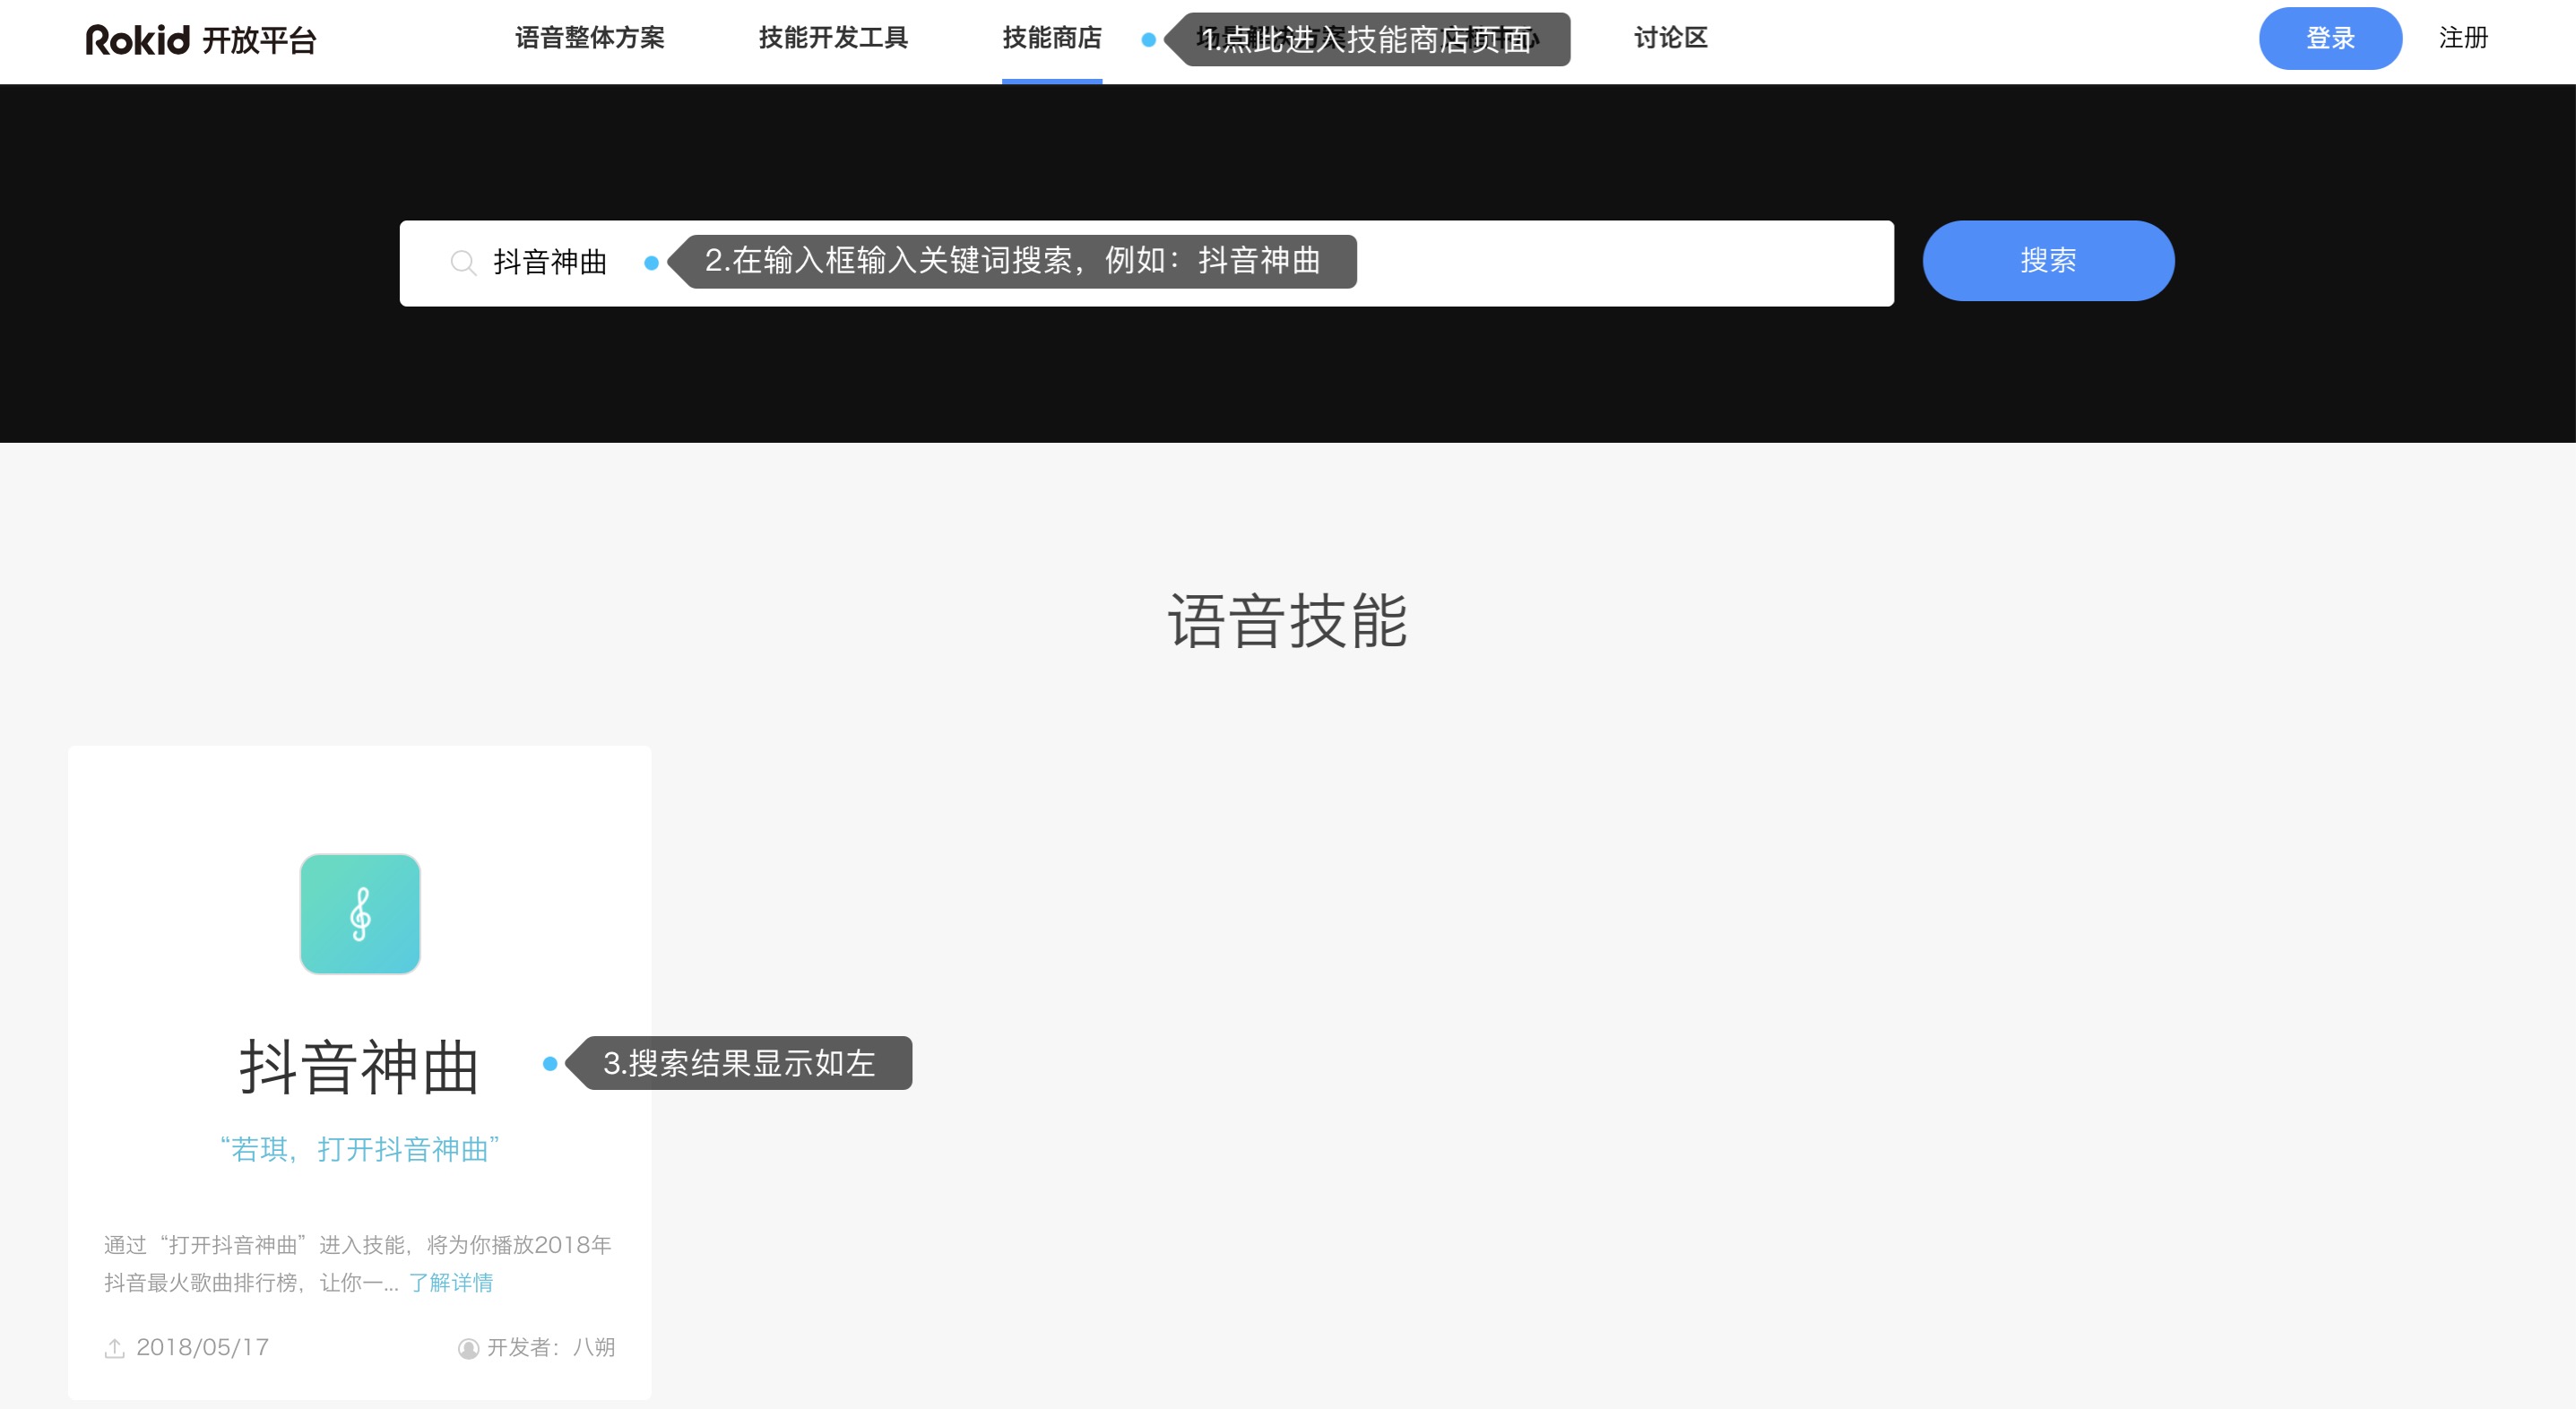 Rokid 开放平台
语音整体方案
技能开发工具
技能商店
1.点此进入技能商店页面
讨论区
登录
注册
抖音神曲
2.在输入框输入关键词搜索，例如：抖音神曲
搜索
语音技能
抖音神曲
3.搜索结果显示如左
“若琪，打开抖音神曲”
通过“打开抖音神曲”进入技能，将为你播放2018年
抖音最火歌曲排行榜，让你一... 了解详情
2018/05/17
开发者：八朔